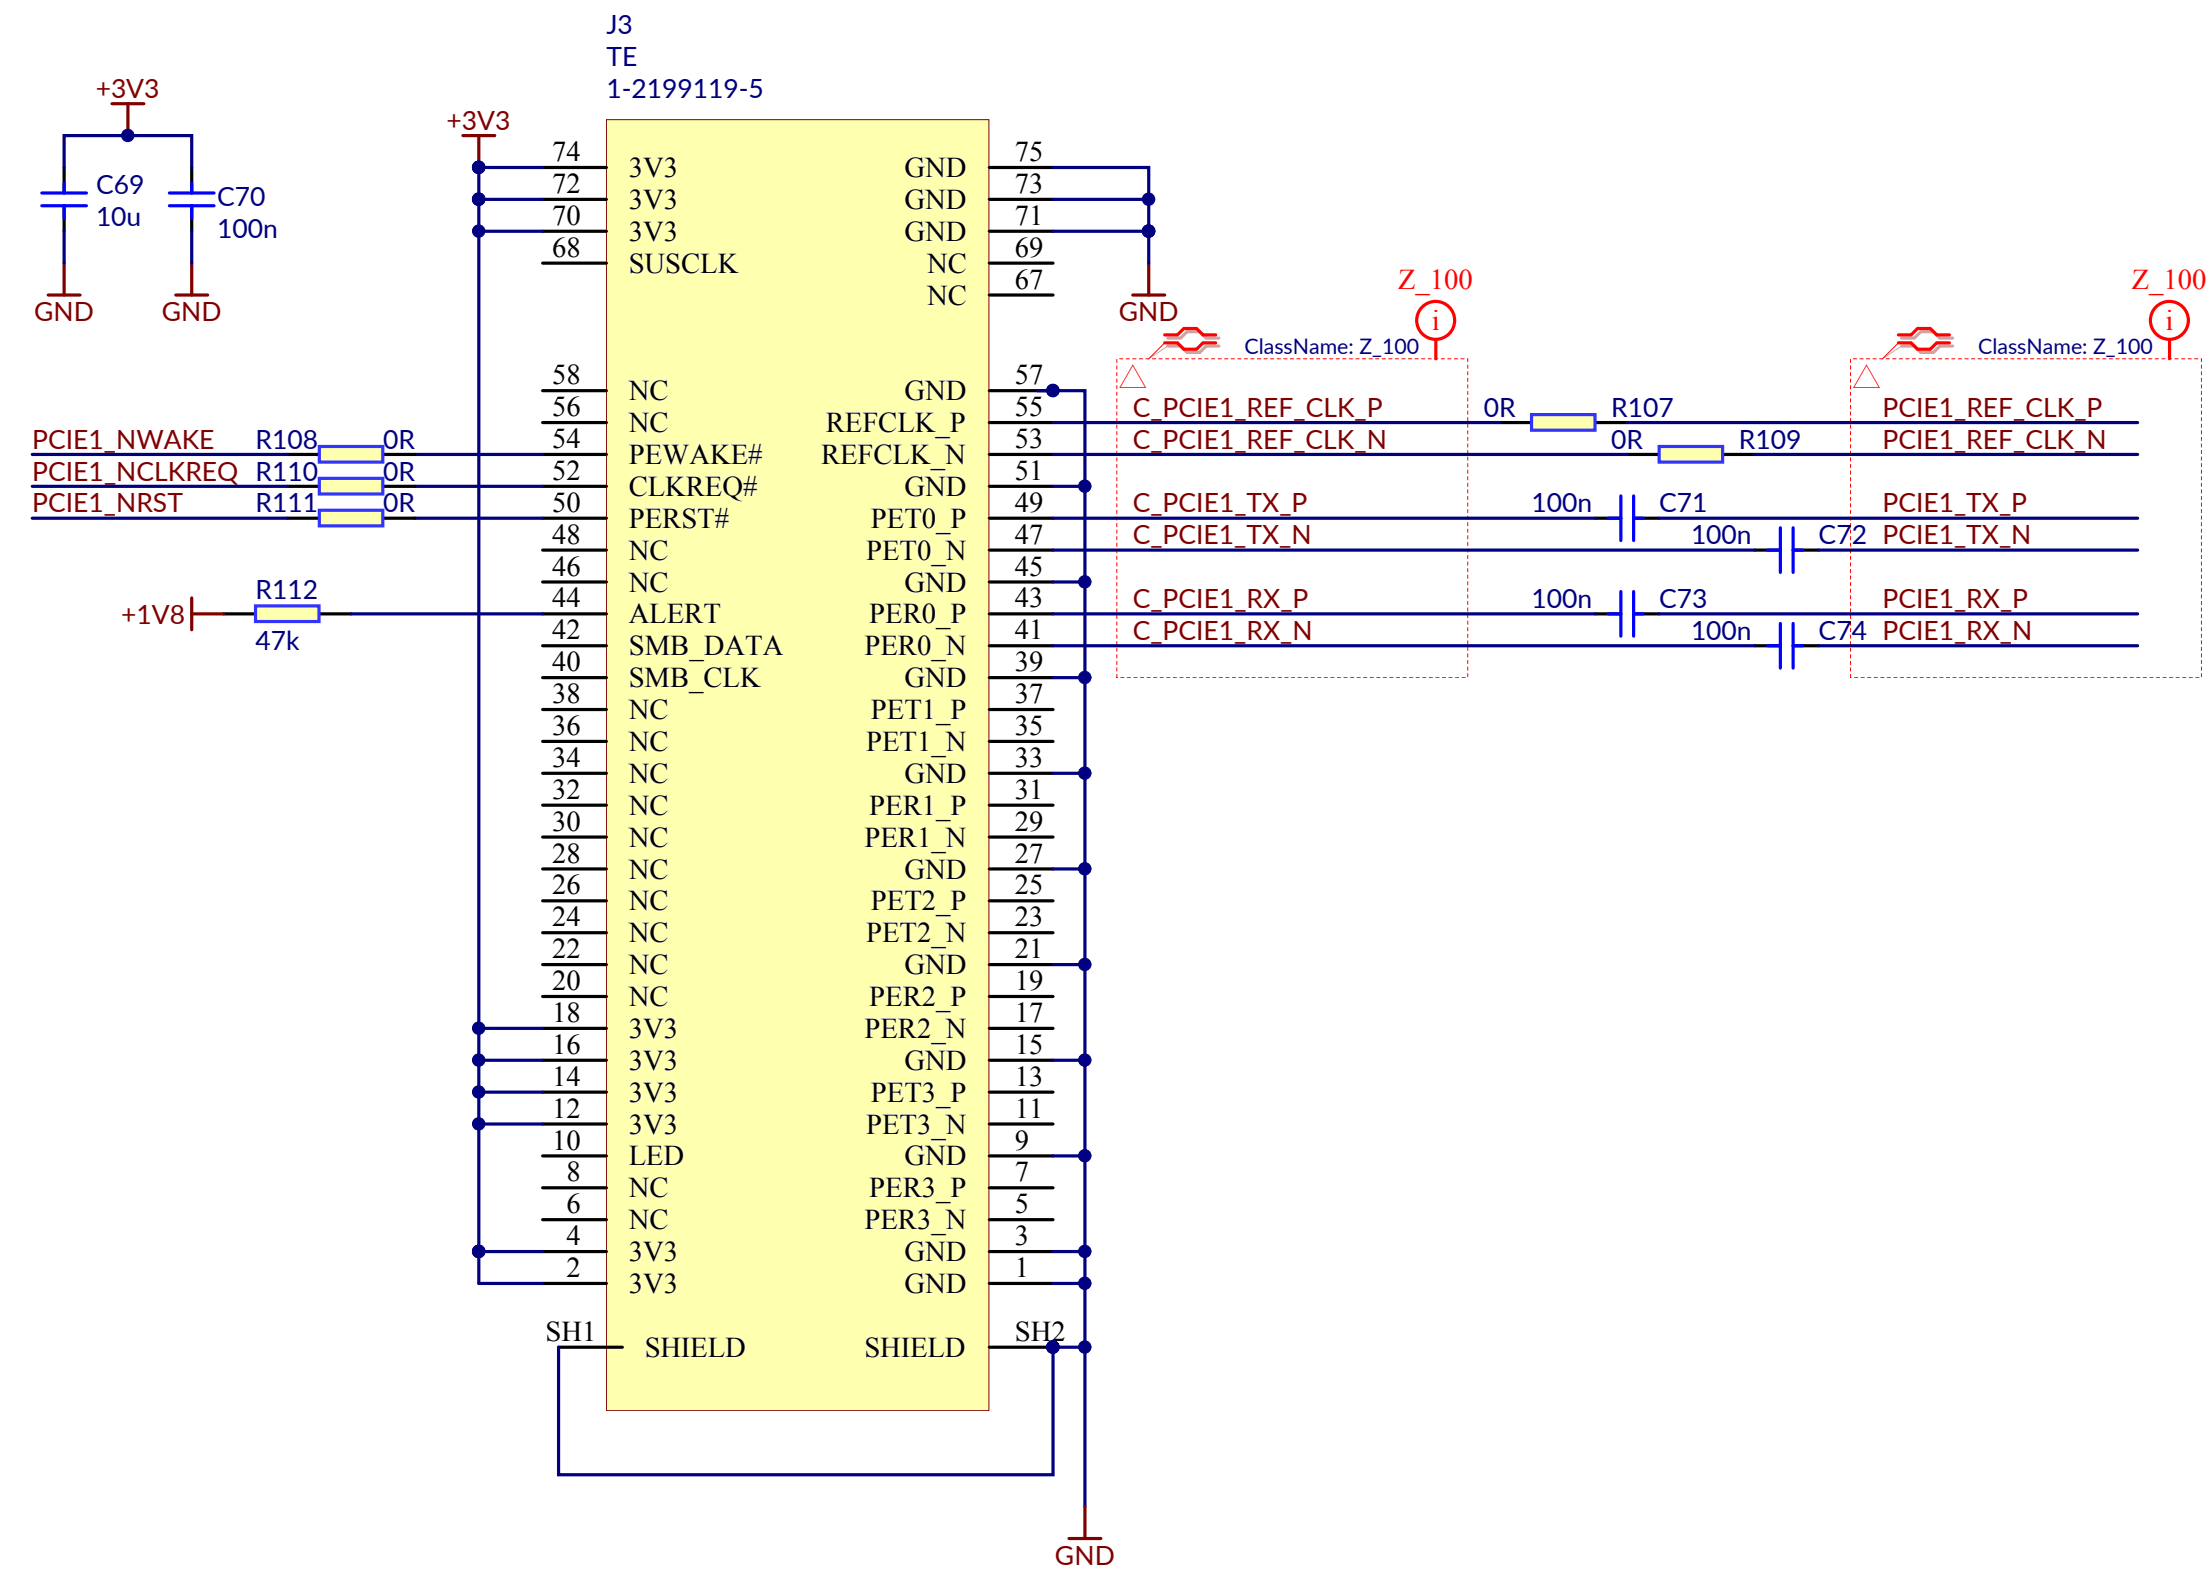 J3
TE
1-2199119-5
+3V3
C69
10u
C70
100n
GND
GND
+3V3
74 3V3 GND 75
72 3V3 GND 73
70 3V3 GND 71
68 SUSCLK NC 69
NC 67
GND
58 NC GND 57
56 NC REFCLK_P 55
54 PEWAKE# REFCLK_N 53
52 CLKREQ# GND 51
50 PERST# PET0_P 49
48 NC PET0_N 47
46 NC GND 45
44 ALERT PER0_P 43
42 SMB_DATA PER0_N 41
40 SMB_CLK GND 39
38 NC PET1_P 37
36 NC PET1_N 35
34 NC GND 33
32 NC PER1_P 31
30 NC PER1_N 29
28 NC GND 27
26 NC PET2_P 25
24 NC PET2_N 23
22 NC GND 21
20 NC PER2_P 19
18 3V3 PER2_N 17
16 3V3 GND 15
14 3V3 PET3_P 13
12 3V3 PET3_N 11
10 LED GND 9
8 NC PER3_P 7
6 NC PER3_N 5
4 3V3 GND 3
2 3V3 GND 1
SH1 SHIELD SHIELD SH2
GND
PCIE1_NWAKE R108 0R
PCIE1_NCLKREQ R110 0R
PCIE1_NRST R111 0R
+1V8 R112
47k
Z_100
i
ClassName: Z_100
Z_100
i
ClassName: Z_100
C_PCIE1_REF_CLK_P 0R R107 PCIE1_REF_CLK_P
C_PCIE1_REF_CLK_N 0R R109 PCIE1_REF_CLK_N
C_PCIE1_TX_P 100n C71 PCIE1_TX_P
C_PCIE1_TX_N 100n C72 PCIE1_TX_N
C_PCIE1_RX_P 100n C73 PCIE1_RX_P
C_PCIE1_RX_N 100n C74 PCIE1_RX_N